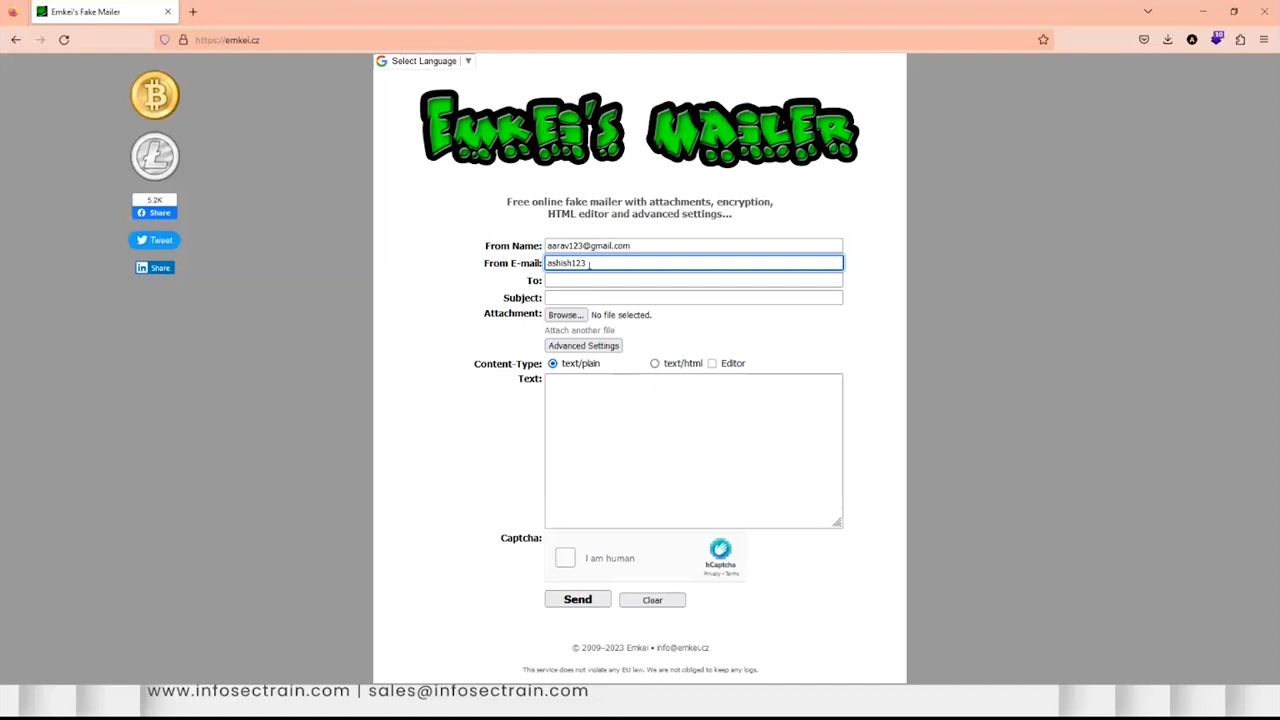 Emkei's Fake Mailer
https://emkei.cz
10
Select Language
EMKEI'S MAILER
5.2K
Share
Tweet
Share
Free online fake mailer with attachments, encryption,
HTML editor and advanced settings...
From Name: aarav123@gmail.com
From E-mail: ashish123
To:
Subject:
Attachment: Browse... No file selected.
Attach another file
Advanced Settings
Content-Type: text/plain text/html Editor
Text:
Captcha: I am human
hCaptcha
Privacy - Terms
Send Clear
© 2009–2023 Emkei • info@emkei.cz
This service does not violate any EU law. We are not obliged to keep any logs.
www.infosectrain.com | sales@infosectrain.com